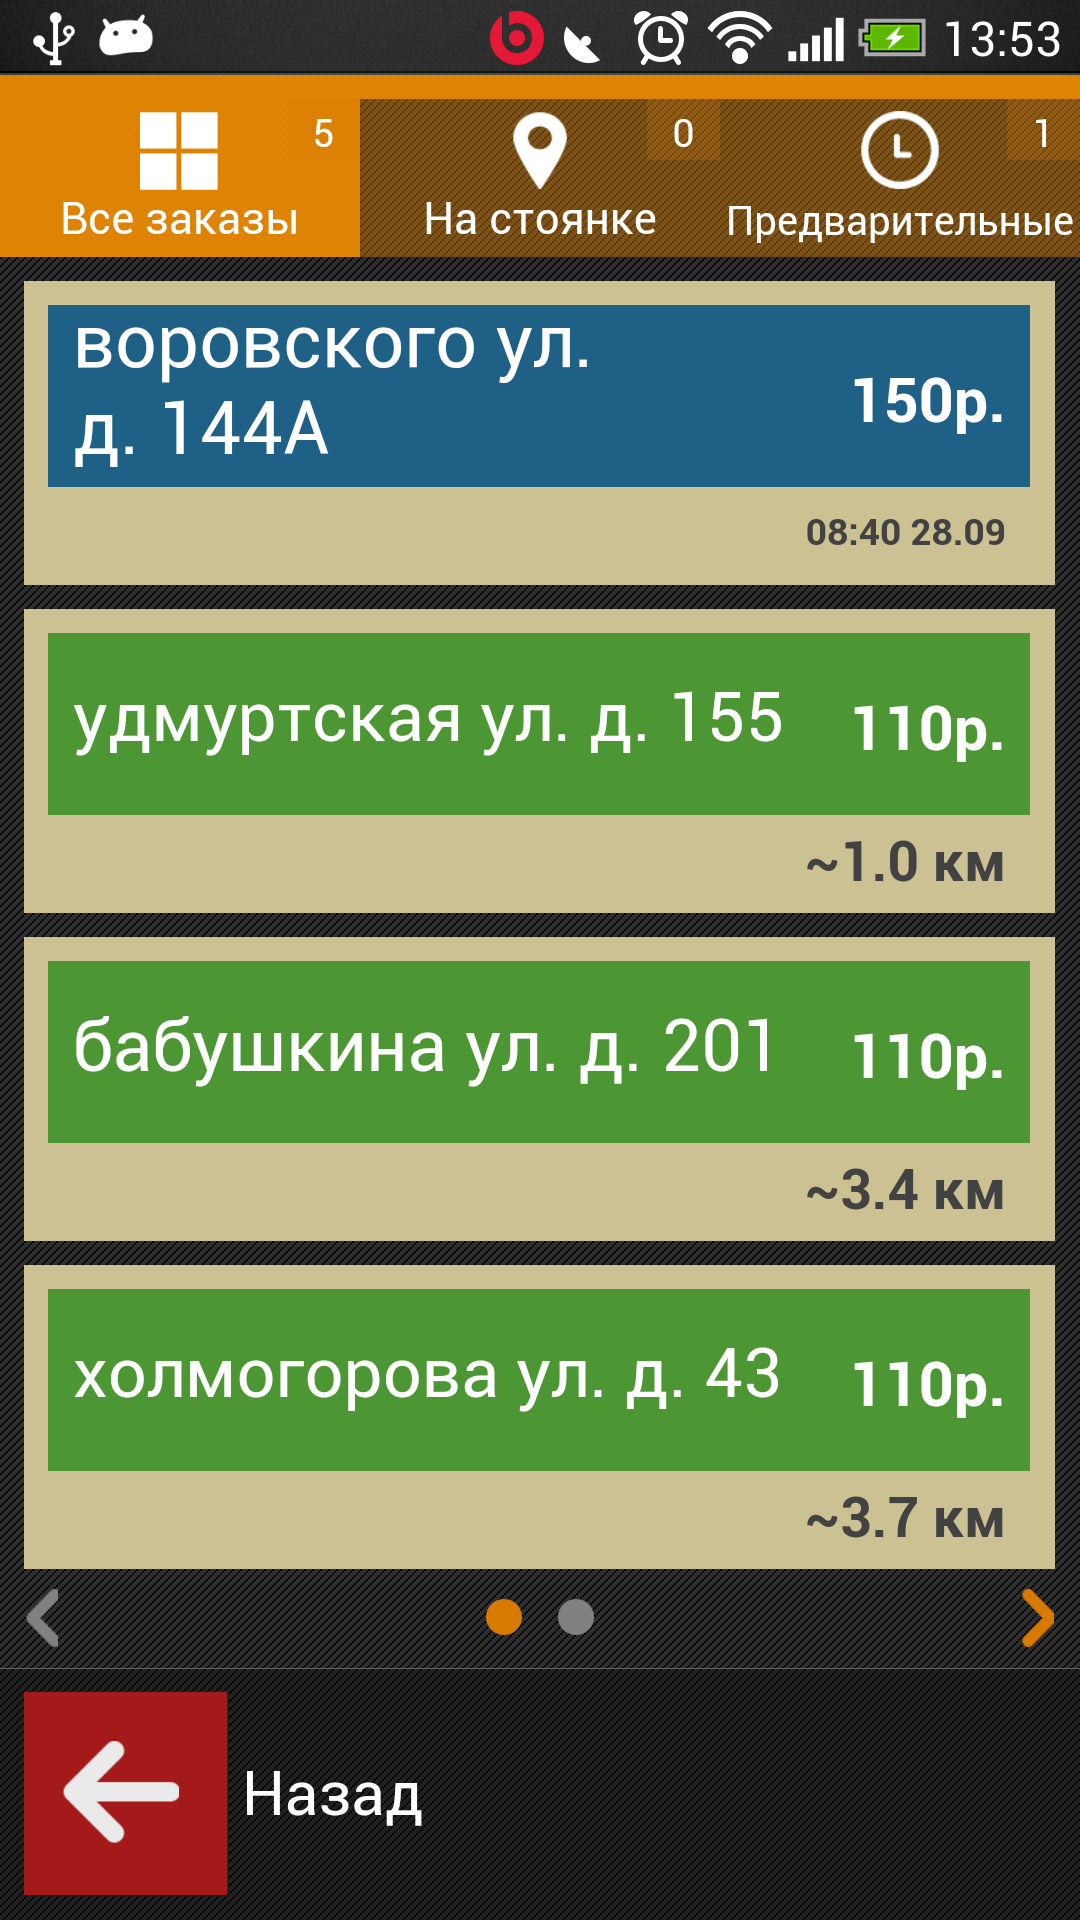 13:53
5
0
1
Все заказы
На стоянке
Предварительные
воровского ул.
д. 144А
150р.
08:40 28.09
удмуртская ул. д. 155
110р.
~1.0 км
бабушкина ул. д. 201
110р.
~3.4 км
холмогорова ул. д. 43
110р.
~3.7 км
Назад